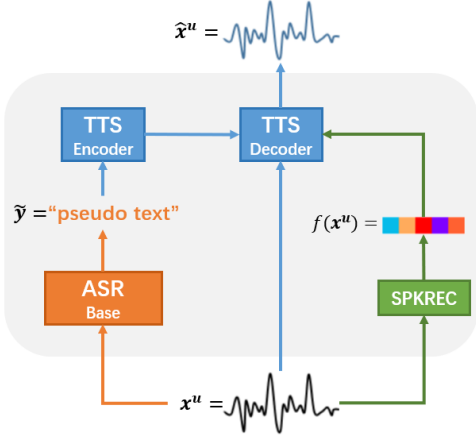 x̂ᵘ =
TTS
Encoder
TTS
Decoder
ỹ =“pseudo text”
f(xᵘ) =
ASR
Base
SPKREC
xᵘ =